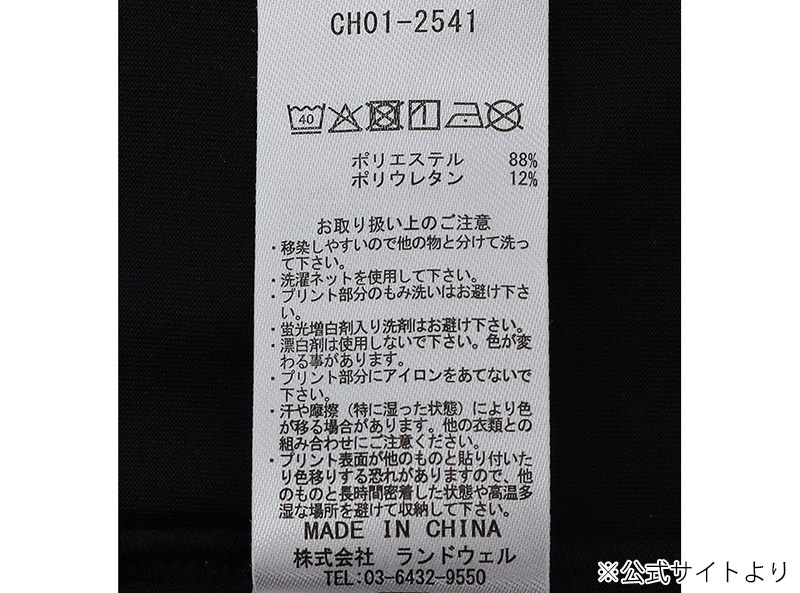 CH01-2541
40
ポリエステル 88%
ポリウレタン 12%
お取り扱い上のご注意
・移染しやすいので他の物と分けて洗っ
て下さい。
・洗濯ネットを使用して下さい。
・プリント部分のもみ洗いはお避け下さ
い。
・蛍光増白剤入り洗剤はお避け下さい。
・漂白剤は使用しないで下さい。色が変
わる事があります。
・プリント部分にアイロンをあてないで
下さい。
・汗や摩擦（特に湿った状態）により色
が移る場合があります。他の衣類との
組み合わせにご注意ください。
・プリント表面が他のものと貼り付いた
り色移りする恐れがありますので、他
のものと長時間密着した状態や高温多
湿な場所を避けて収納して下さい。
MADE IN CHINA
株式会社 ランドウェル
TEL:03-6432-9550
※公式サイトより